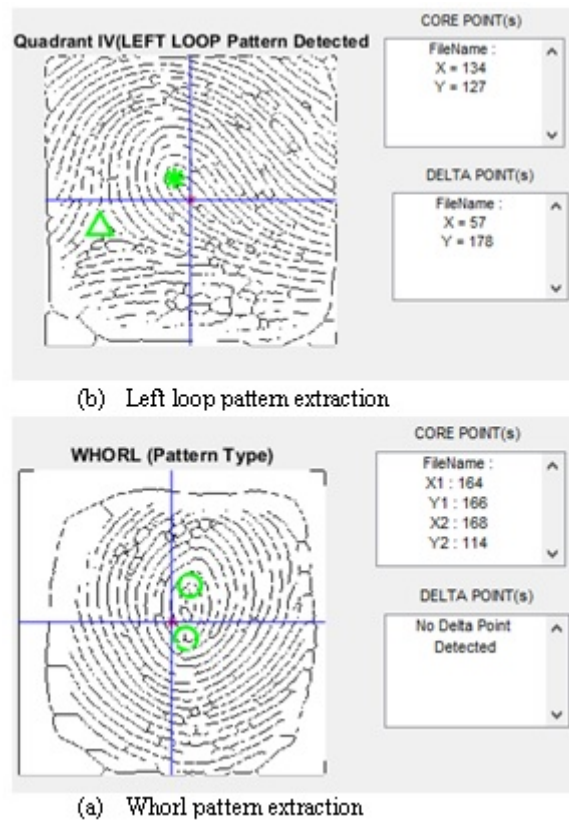 CORE POINT(s)
Quadrant IV(LEFT LOOP Pattern Detected
FileName :
X = 134
Y = 127
DELTA POINT(s)
FileName :
X = 57
Y = 178
(b) Left loop pattern extraction
CORE POINT(s)
WHORL (Pattern Type)
FileName :
X1 : 164
Y1 : 166
X2 : 168
Y2 : 114
DELTA POINT(s)
No Delta Point
Detected
(a) Whorl pattern extraction